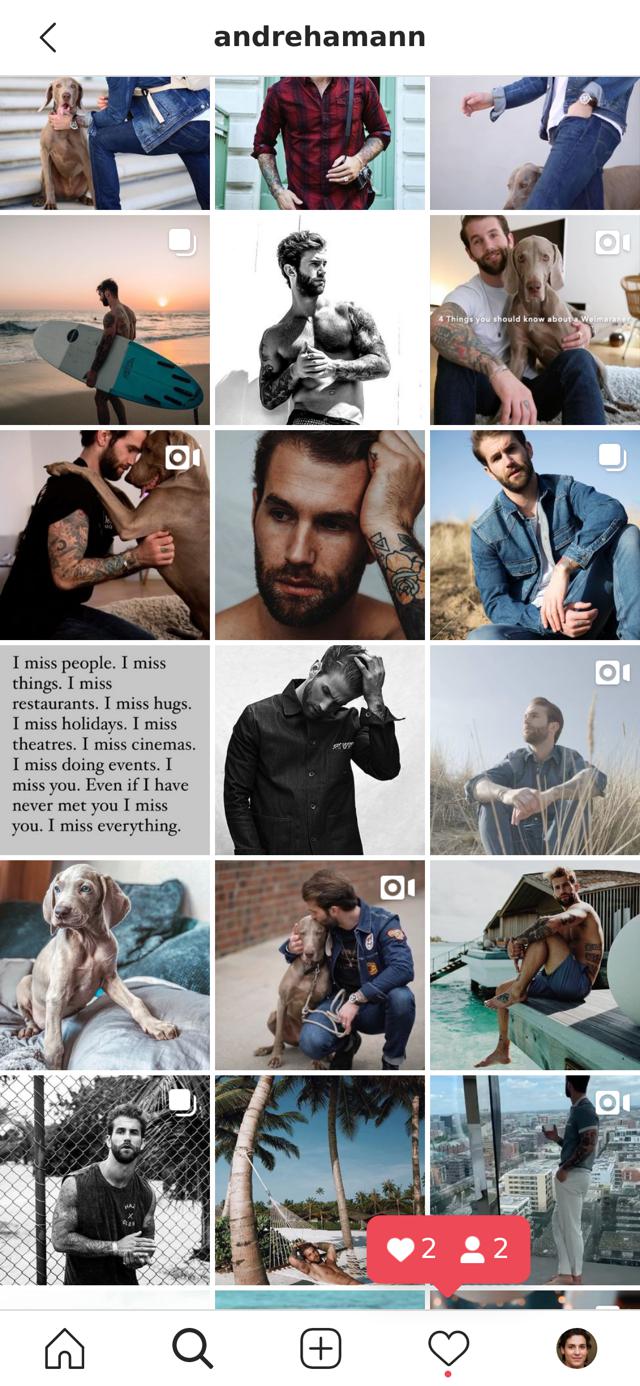 andrehamann
4 Things you should know about a Weimaraner
I miss people. I miss
things. I miss
restaurants. I miss hugs.
I miss holidays. I miss
theatres. I miss cinemas.
I miss doing events. I
miss you. Even if I have
never met you I miss
you. I miss everything.
2 2